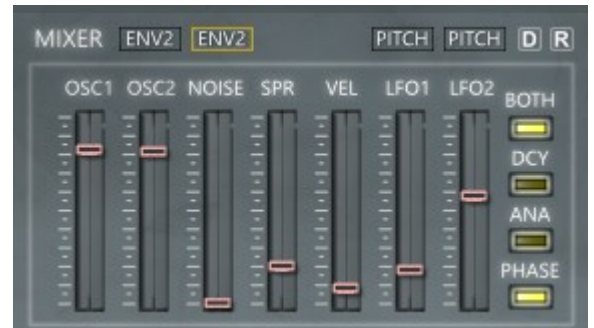 MIXER ENV2 ENV2 PITCH PITCH D R
OSC1 OSC2 NOISE SPR VEL LFO1 LFO2
BOTH
DCY
ANA
PHASE